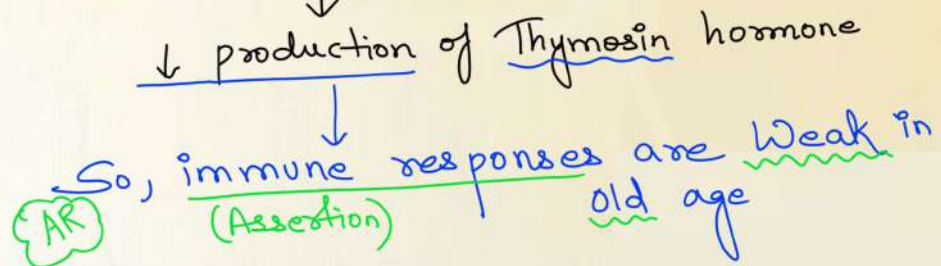 ↓ production of Thymosin hormone
So, immune responses are Weak in
old age
(Assertion)
AR